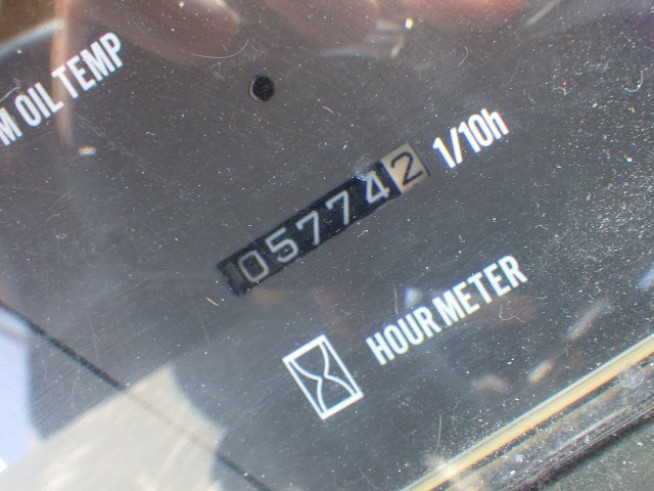 M OIL TEMP
057742 1/10h
HOUR METER